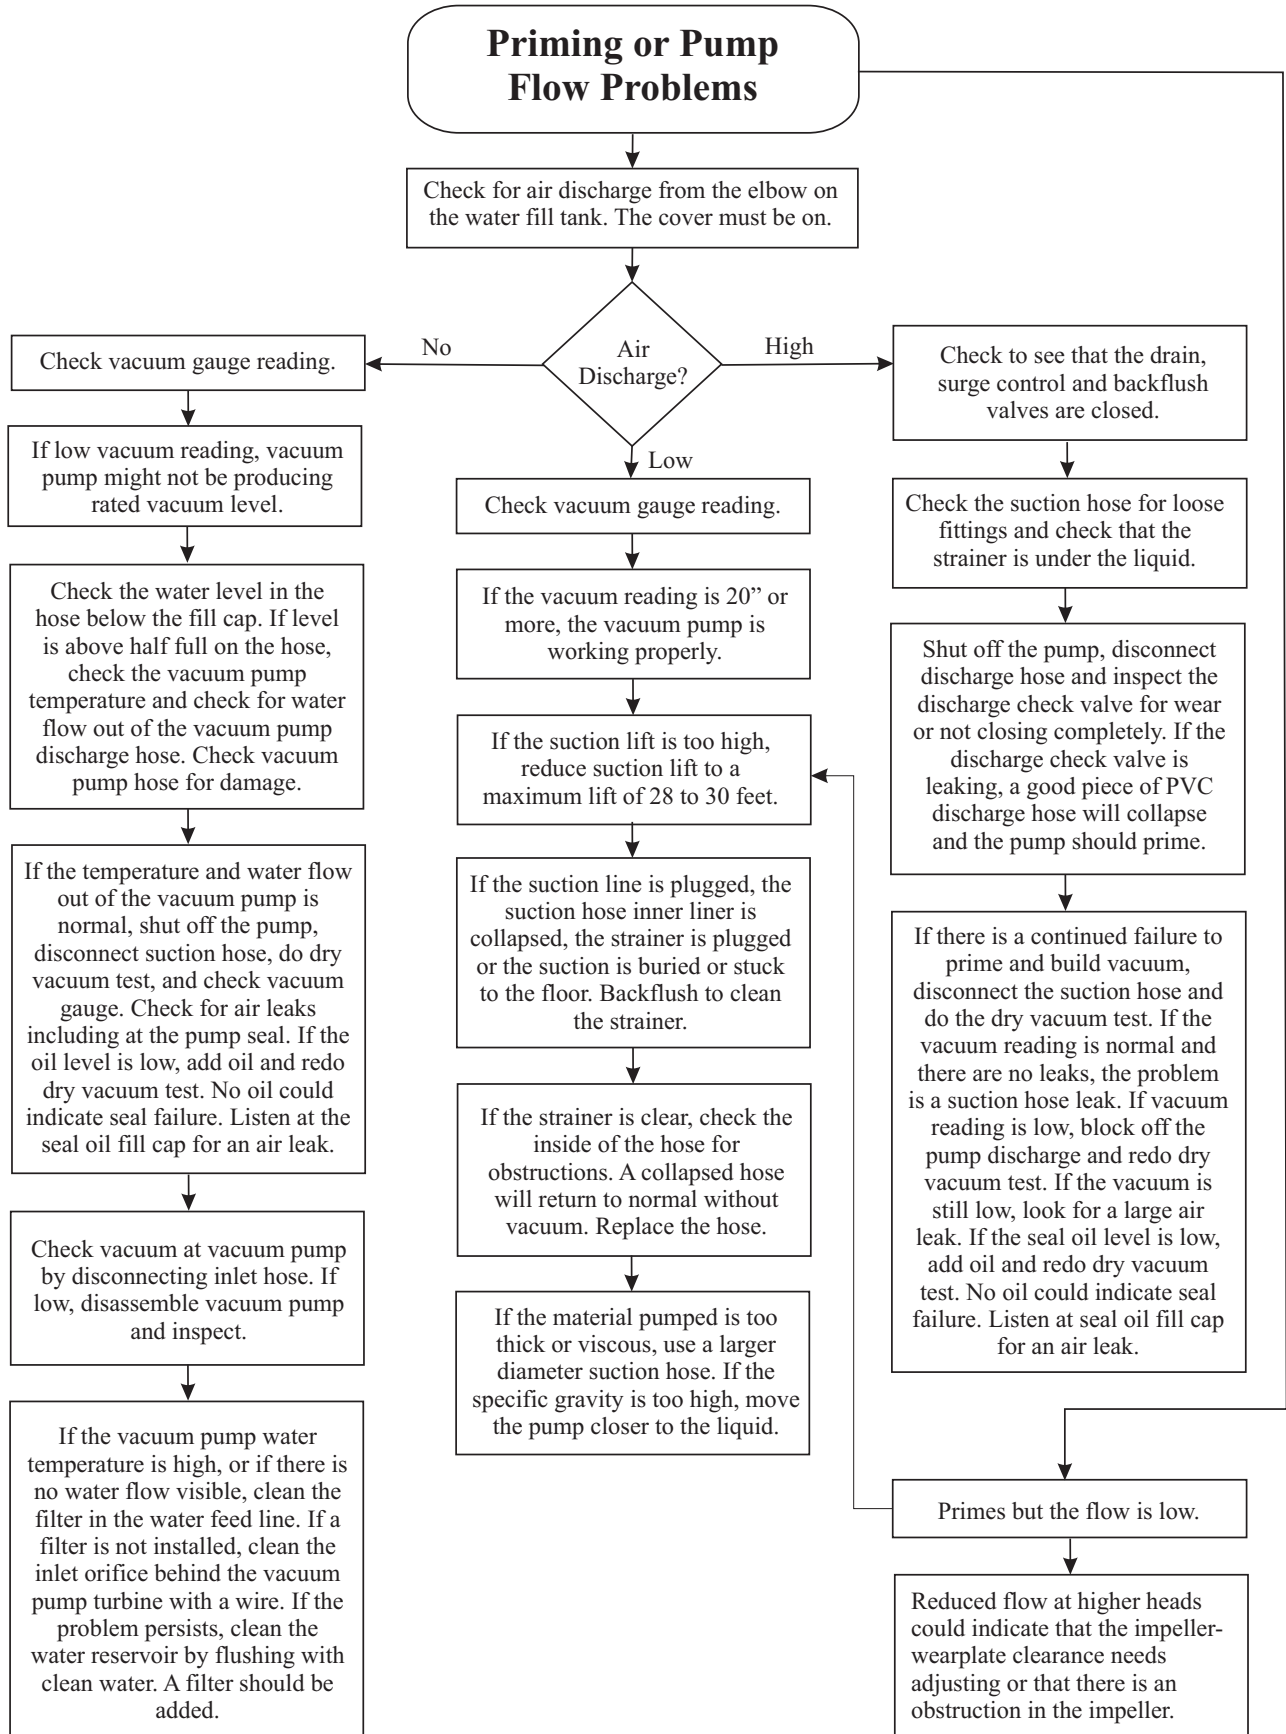 Priming or Pump
Flow Problems
Check for air discharge from the elbow on
the water fill tank. The cover must be on.
Air
Discharge?
No
High
Low
Check vacuum gauge reading.
If low vacuum reading, vacuum
pump might not be producing
rated vacuum level.
Check the water level in the
hose below the fill cap. If level
is above half full on the hose,
check the vacuum pump
temperature and check for water
flow out of the vacuum pump
discharge hose. Check vacuum
pump hose for damage.
If the temperature and water flow
out of the vacuum pump is
normal, shut off the pump,
disconnect suction hose, do dry
vacuum test, and check vacuum
gauge. Check for air leaks
including at the pump seal. If the
oil level is low, add oil and redo
dry vacuum test. No oil could
indicate seal failure. Listen at the
seal oil fill cap for an air leak.
Check vacuum at vacuum pump
by disconnecting inlet hose. If
low, disassemble vacuum pump
and inspect.
If the vacuum pump water
temperature is high, or if there is
no water flow visible, clean the
filter in the water feed line. If a
filter is not installed, clean the
inlet orifice behind the vacuum
pump turbine with a wire. If the
problem persists, clean the
water reservoir by flushing with
clean water. A filter should be
added.
Check vacuum gauge reading.
If the vacuum reading is 20” or
more, the vacuum pump is
working properly.
If the suction lift is too high,
reduce suction lift to a
maximum lift of 28 to 30 feet.
If the suction line is plugged, the
suction hose inner liner is
collapsed, the strainer is plugged
or the suction is buried or stuck
to the floor. Backflush to clean
the strainer.
If the strainer is clear, check the
inside of the hose for
obstructions. A collapsed hose
will return to normal without
vacuum. Replace the hose.
If the material pumped is too
thick or viscous, use a larger
diameter suction hose. If the
specific gravity is too high, move
the pump closer to the liquid.
Check to see that the drain,
surge control and backflush
valves are closed.
Check the suction hose for loose
fittings and check that the
strainer is under the liquid.
Shut off the pump, disconnect
discharge hose and inspect the
discharge check valve for wear
or not closing completely. If the
discharge check valve is
leaking, a good piece of PVC
discharge hose will collapse
and the pump should prime.
If there is a continued failure to
prime and build vacuum,
disconnect the suction hose and
do the dry vacuum test. If the
vacuum reading is normal and
there are no leaks, the problem
is a suction hose leak. If vacuum
reading is low, block off the
pump discharge and redo dry
vacuum test. If the vacuum is
still low, look for a large air
leak. If the seal oil level is low,
add oil and redo dry vacuum
test. No oil could indicate seal
failure. Listen at seal oil fill cap
for an air leak.
Primes but the flow is low.
Reduced flow at higher heads
could indicate that the impeller-
wearplate clearance needs
adjusting or that there is an
obstruction in the impeller.